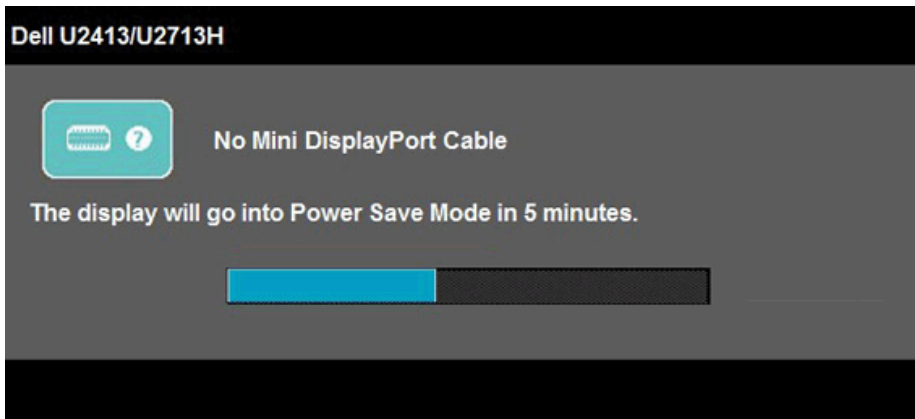 Dell U2413/U2713H
?
No Mini DisplayPort Cable
The display will go into Power Save Mode in 5 minutes.